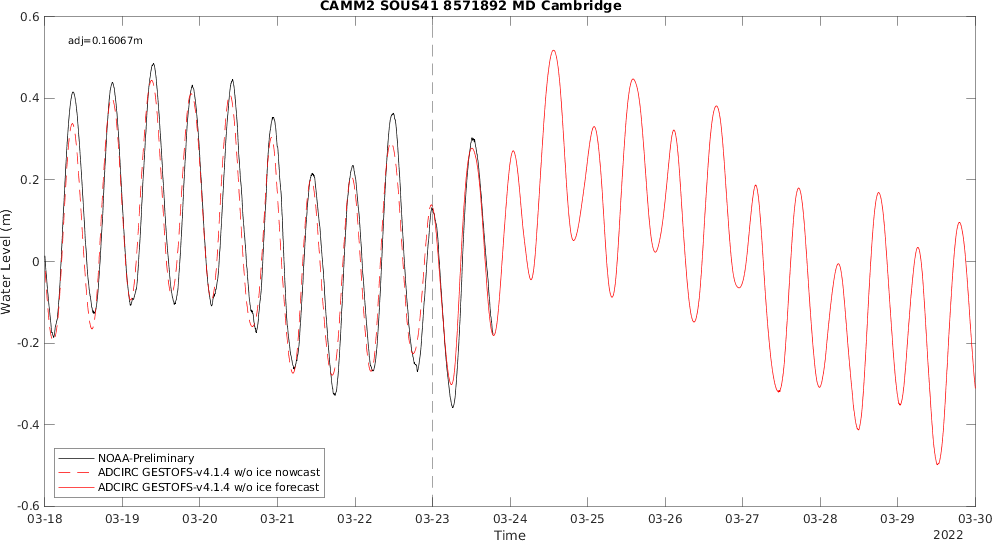 CAMM2 SOUS41 8571892 MD Cambridge
adj=0.16067m
0.6
0.4
0.2
0
-0.2
-0.4
-0.6
Water Level (m)
NOAA-Preliminary
ADCIRC GESTOFS-v4.1.4 w/o ice nowcast
ADCIRC GESTOFS-v4.1.4 w/o ice forecast
03-18 03-19 03-20 03-21 03-22 03-23 03-24 03-25 03-26 03-27 03-28 03-29 03-30
Time
2022